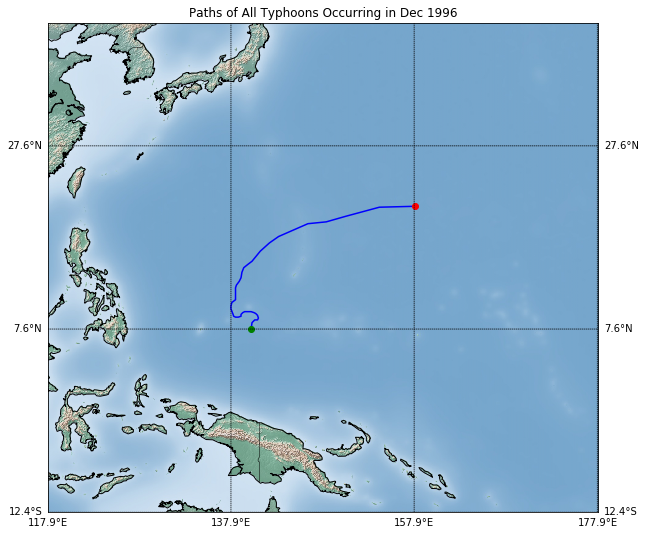 Paths of All Typhoons Occurring in Dec 1996
27.6°N 27.6°N
7.6°N 7.6°N
12.4°S 12.4°S
117.9°E 137.9°E 157.9°E 177.9°E